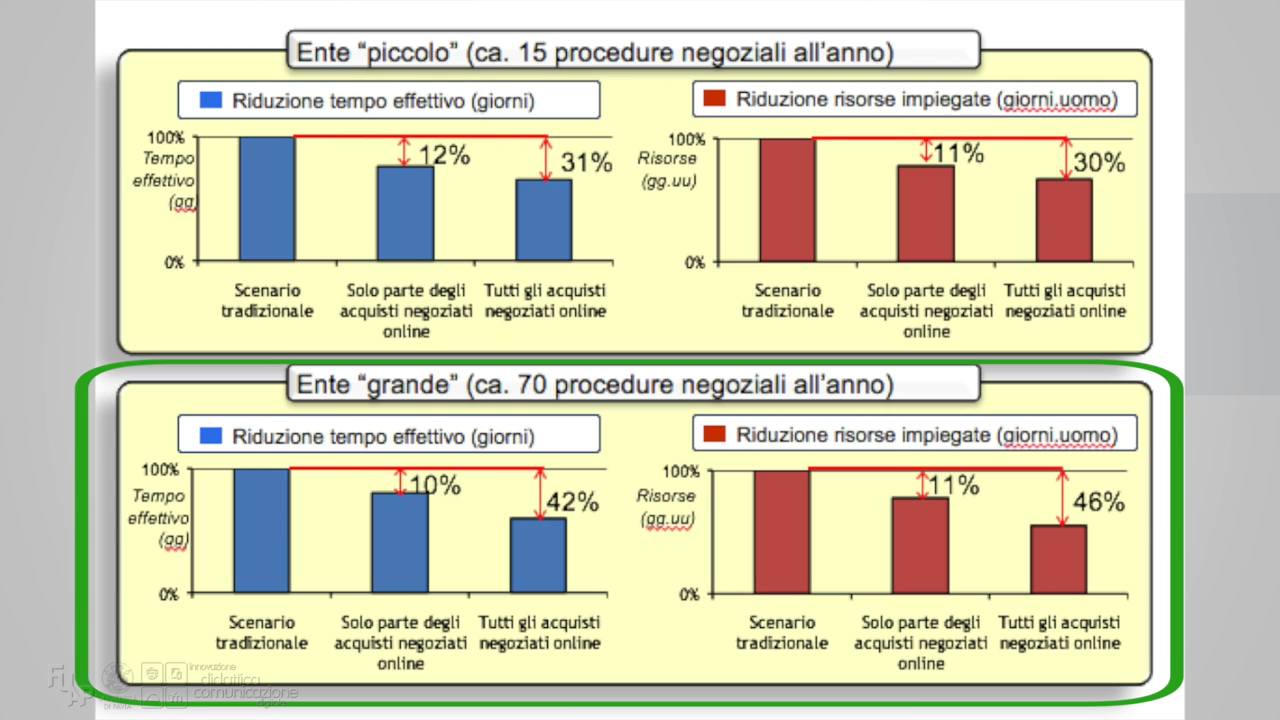 Ente “piccolo” (ca. 15 procedure negoziali all’anno)
Riduzione tempo effettivo (giorni)
100%
Tempo
effettivo
(gg)
0%
12%
31%
Scenario
tradizionale
Solo parte degli
acquisti negoziati
online
Tutti gli acquisti
negoziati online
Riduzione risorse impiegate (giorni.uomo)
100%
Risorse
(gg.uu)
0%
11%
30%
Scenario
tradizionale
Solo parte degli
acquisti negoziati
online
Tutti gli acquisti
negoziati online
Ente “grande” (ca. 70 procedure negoziali all’anno)
Riduzione tempo effettivo (giorni)
100%
Tempo
effettivo
(gg)
0%
10%
42%
Scenario
tradizionale
Solo parte degli
acquisti negoziati
online
Tutti gli acquisti
negoziati online
Riduzione risorse impiegate (giorni.uomo)
100%
Risorse
(gg.uu)
0%
11%
46%
Scenario
tradizionale
Solo parte degli
acquisti negoziati
online
Tutti gli acquisti
negoziati online
innovazione
didattica
comunicazione
digitale
DI PAVIA